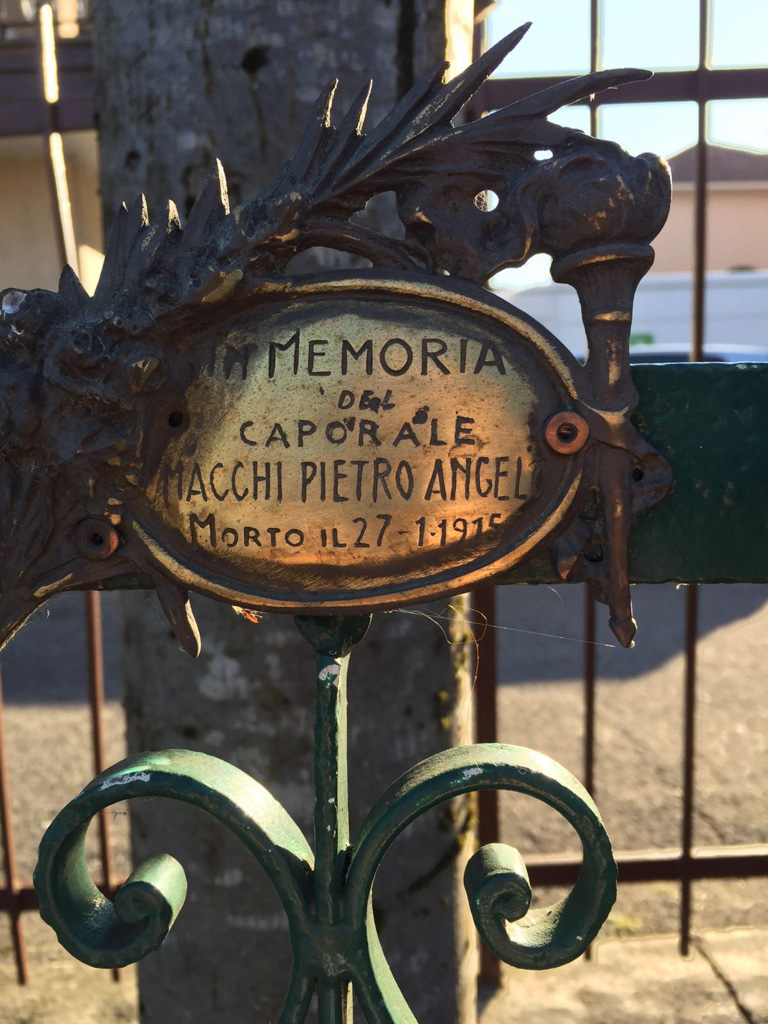 IN MEMORIA
DEL
CAPORALE
MACCHI PIETRO ANGEL
MORTO IL 27-1-1915